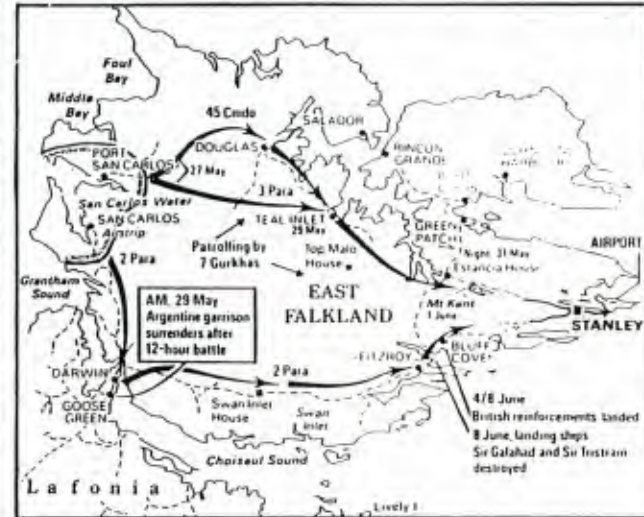 Foul
Bay
Middle
Bay
45 Cmdo
SALADOR
DOUGLAS
RINCON
GRANDE
PORT
SAN CARLOS
27 May
3 Para
San Carlos Water
SAN CARLOS
Airstrip
TEAL INLET
29 May
GREEN
PATCH
AIRPORT
2 Para
Patrolling by
7 Gurkhas
Top Malo
House
Night, 31 May
Estancia House
Grantham
Sound
EAST
FALKLAND
Mt Kent
1 June
STANLEY
A.M. 29 May
Argentine garrison
surrenders after
12-hour battle
FITZROY
BLUFF
COVE
DARWIN
2 Para
GOOSE
GREEN
Swan Inlet
House
Swan
Inlet
4/6 June
British reinforcements landed
8 June, landing ships
Sir Galahad and Sir Tristram
destroyed
Choiseul Sound
Lafonia
Lively I